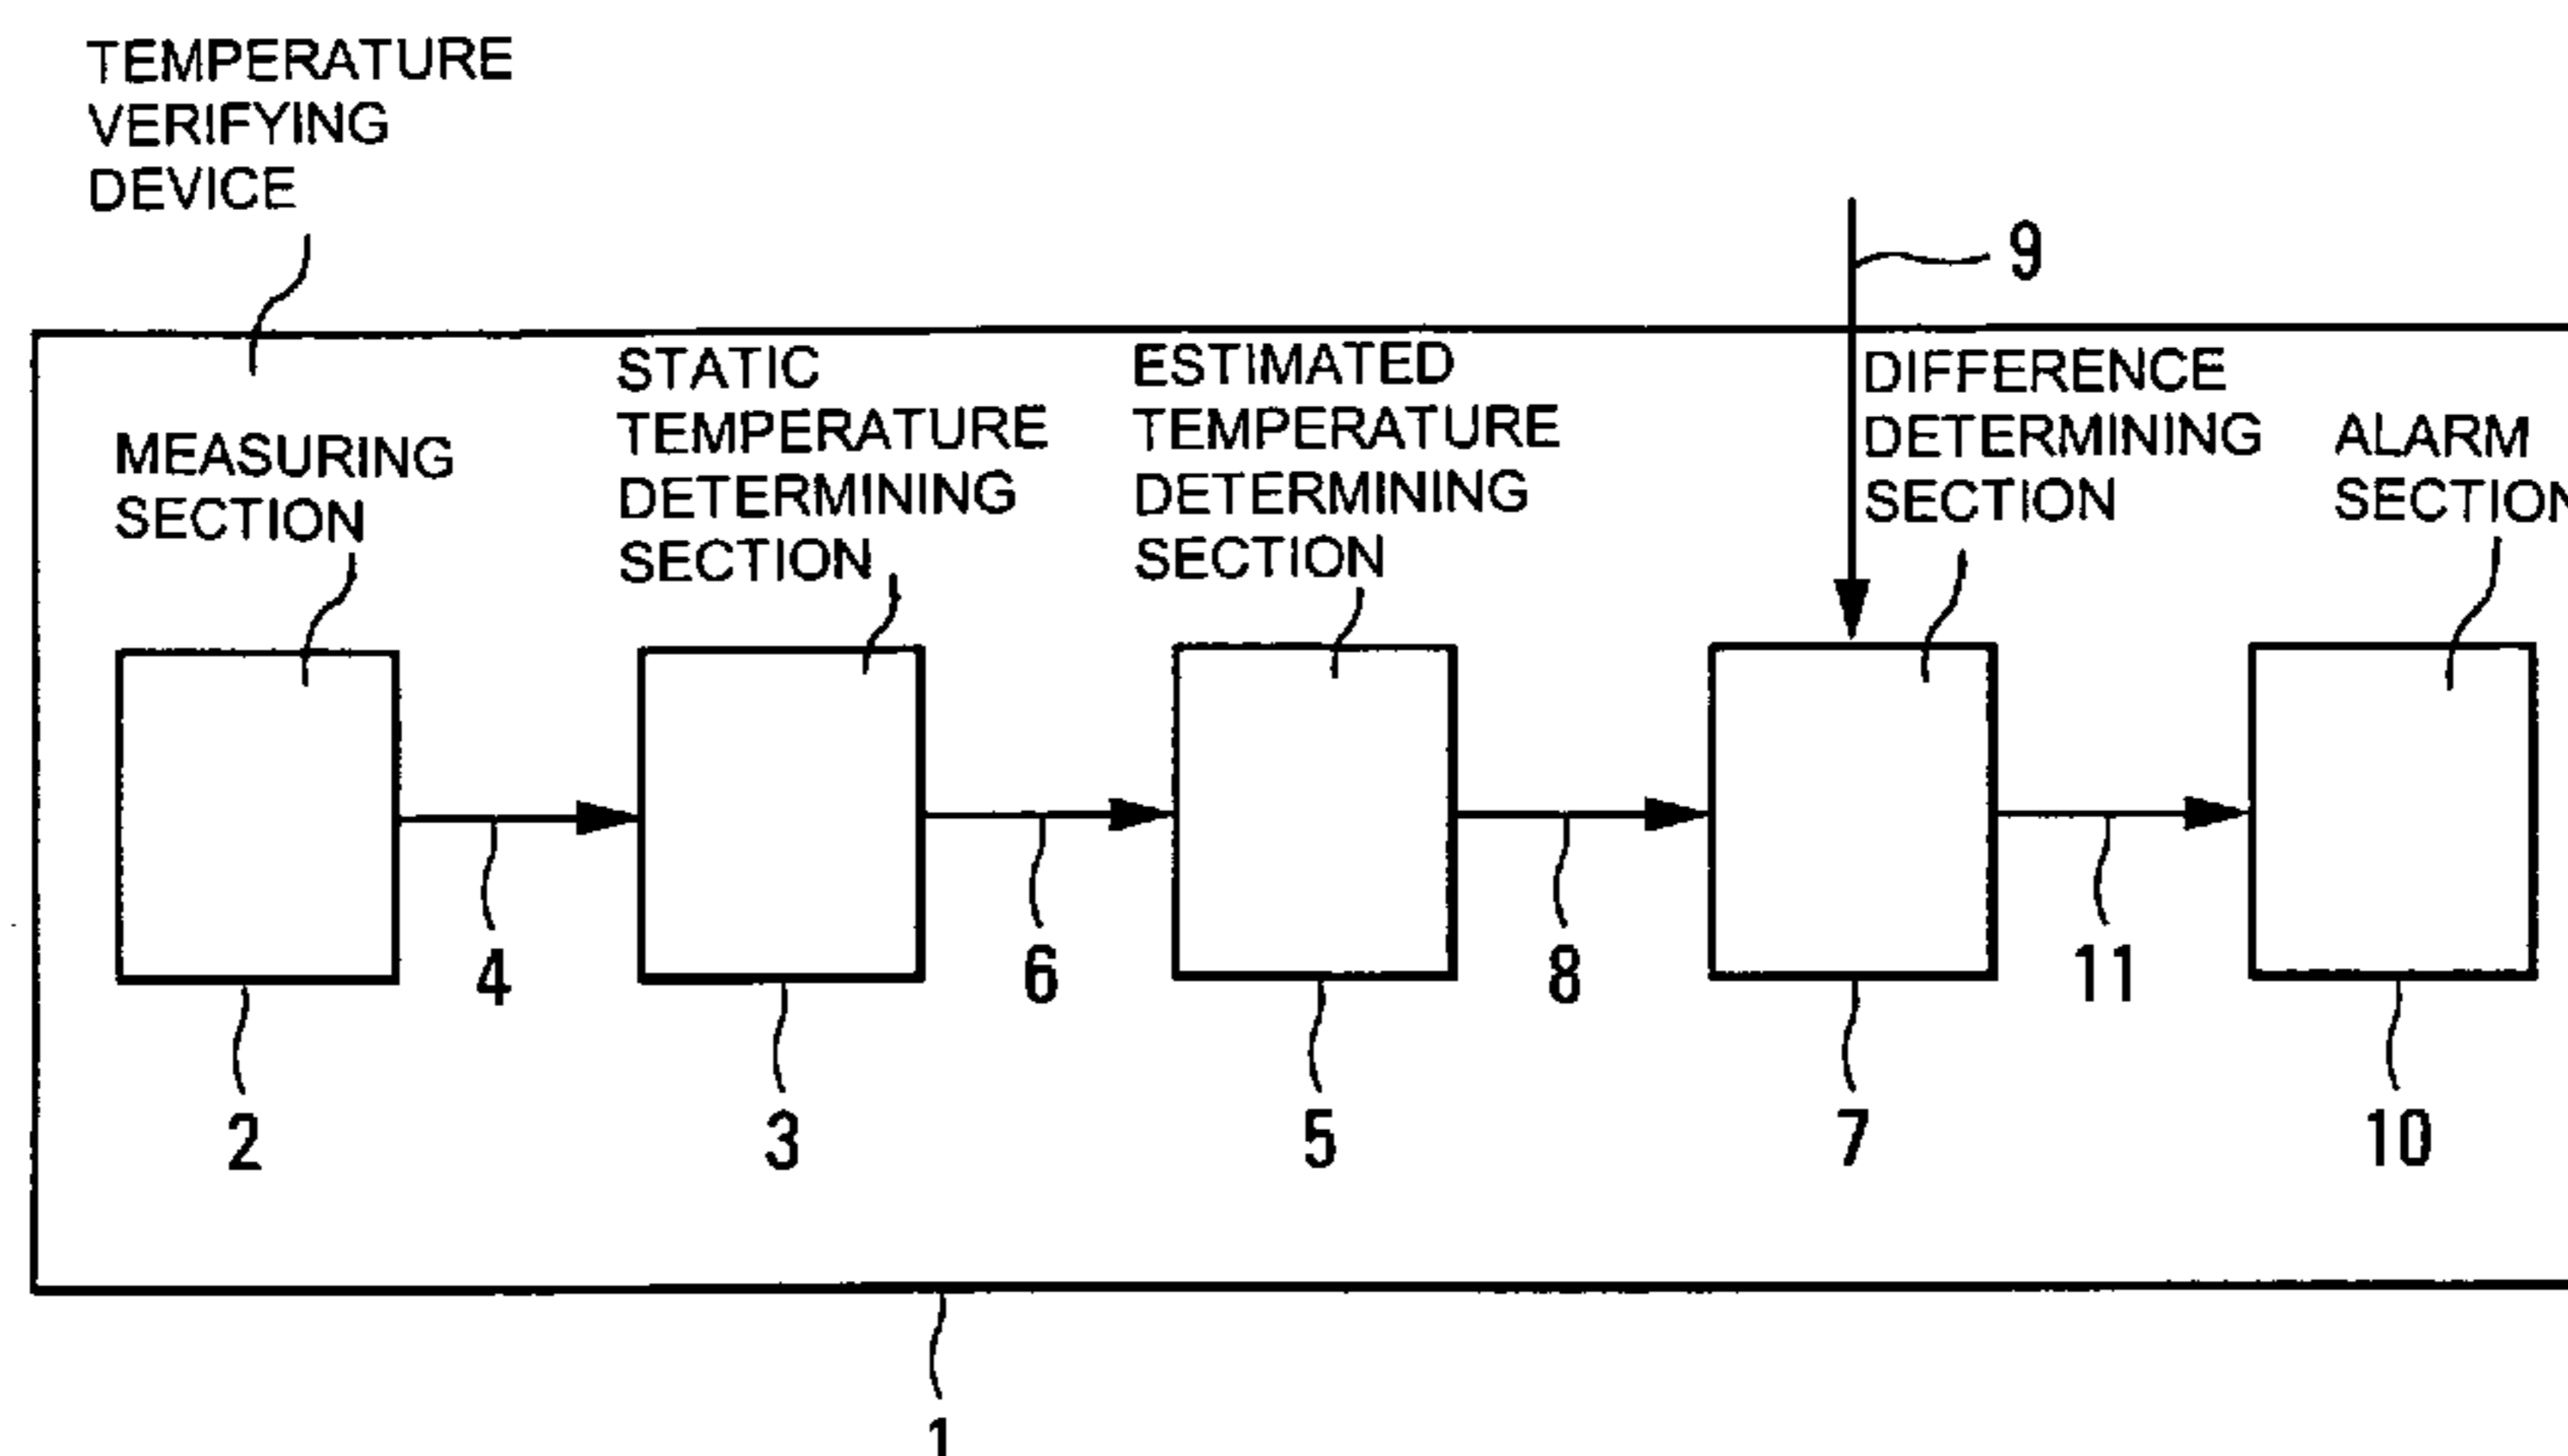 TEMPERATURE
VERIFYING
DEVICE
9
MEASURING
SECTION
STATIC
TEMPERATURE
DETERMINING
SECTION
ESTIMATED
TEMPERATURE
DETERMINING
SECTION
DIFFERENCE
DETERMINING
SECTION
ALARM
SECTION
4
6
8
11
2
3
5
7
10
1